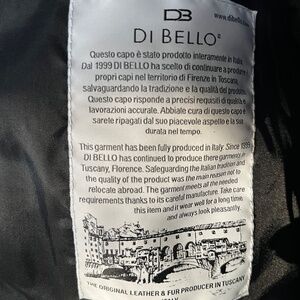 DB
www.dibello.
DI BELLO
Questo capo è stato prodotto interamente in Italia.
Dal 1999 DI BELLO ha scelto di continuare a produrre i
propri capi nel territorio di Firenze in Toscana,
salvaguardando la tradizione e la qualità del prodotto.
Questo capo risponde a precisi requisiti di qualità e
lavorazioni accurate. Abbiate cura di questo capo e
sarete ripagati dal suo piacevole aspetto e la sua
durata nel tempo.
This garment has been fully produced in Italy. Since 1999
DI BELLO has continued to produce there garments in
Tuscany, Florence. Safeguarding the Italian tradition and
the quality of the product was the main reason not to
relocate abroad. The garment meets all the needed
requirements thanks to its careful manufacture. Take care
this item and it wear well for a long time,
and always look pleasantly.
THE ORIGINAL LEATHER & FUR PRODUCER IN TUSCANY
ITALY